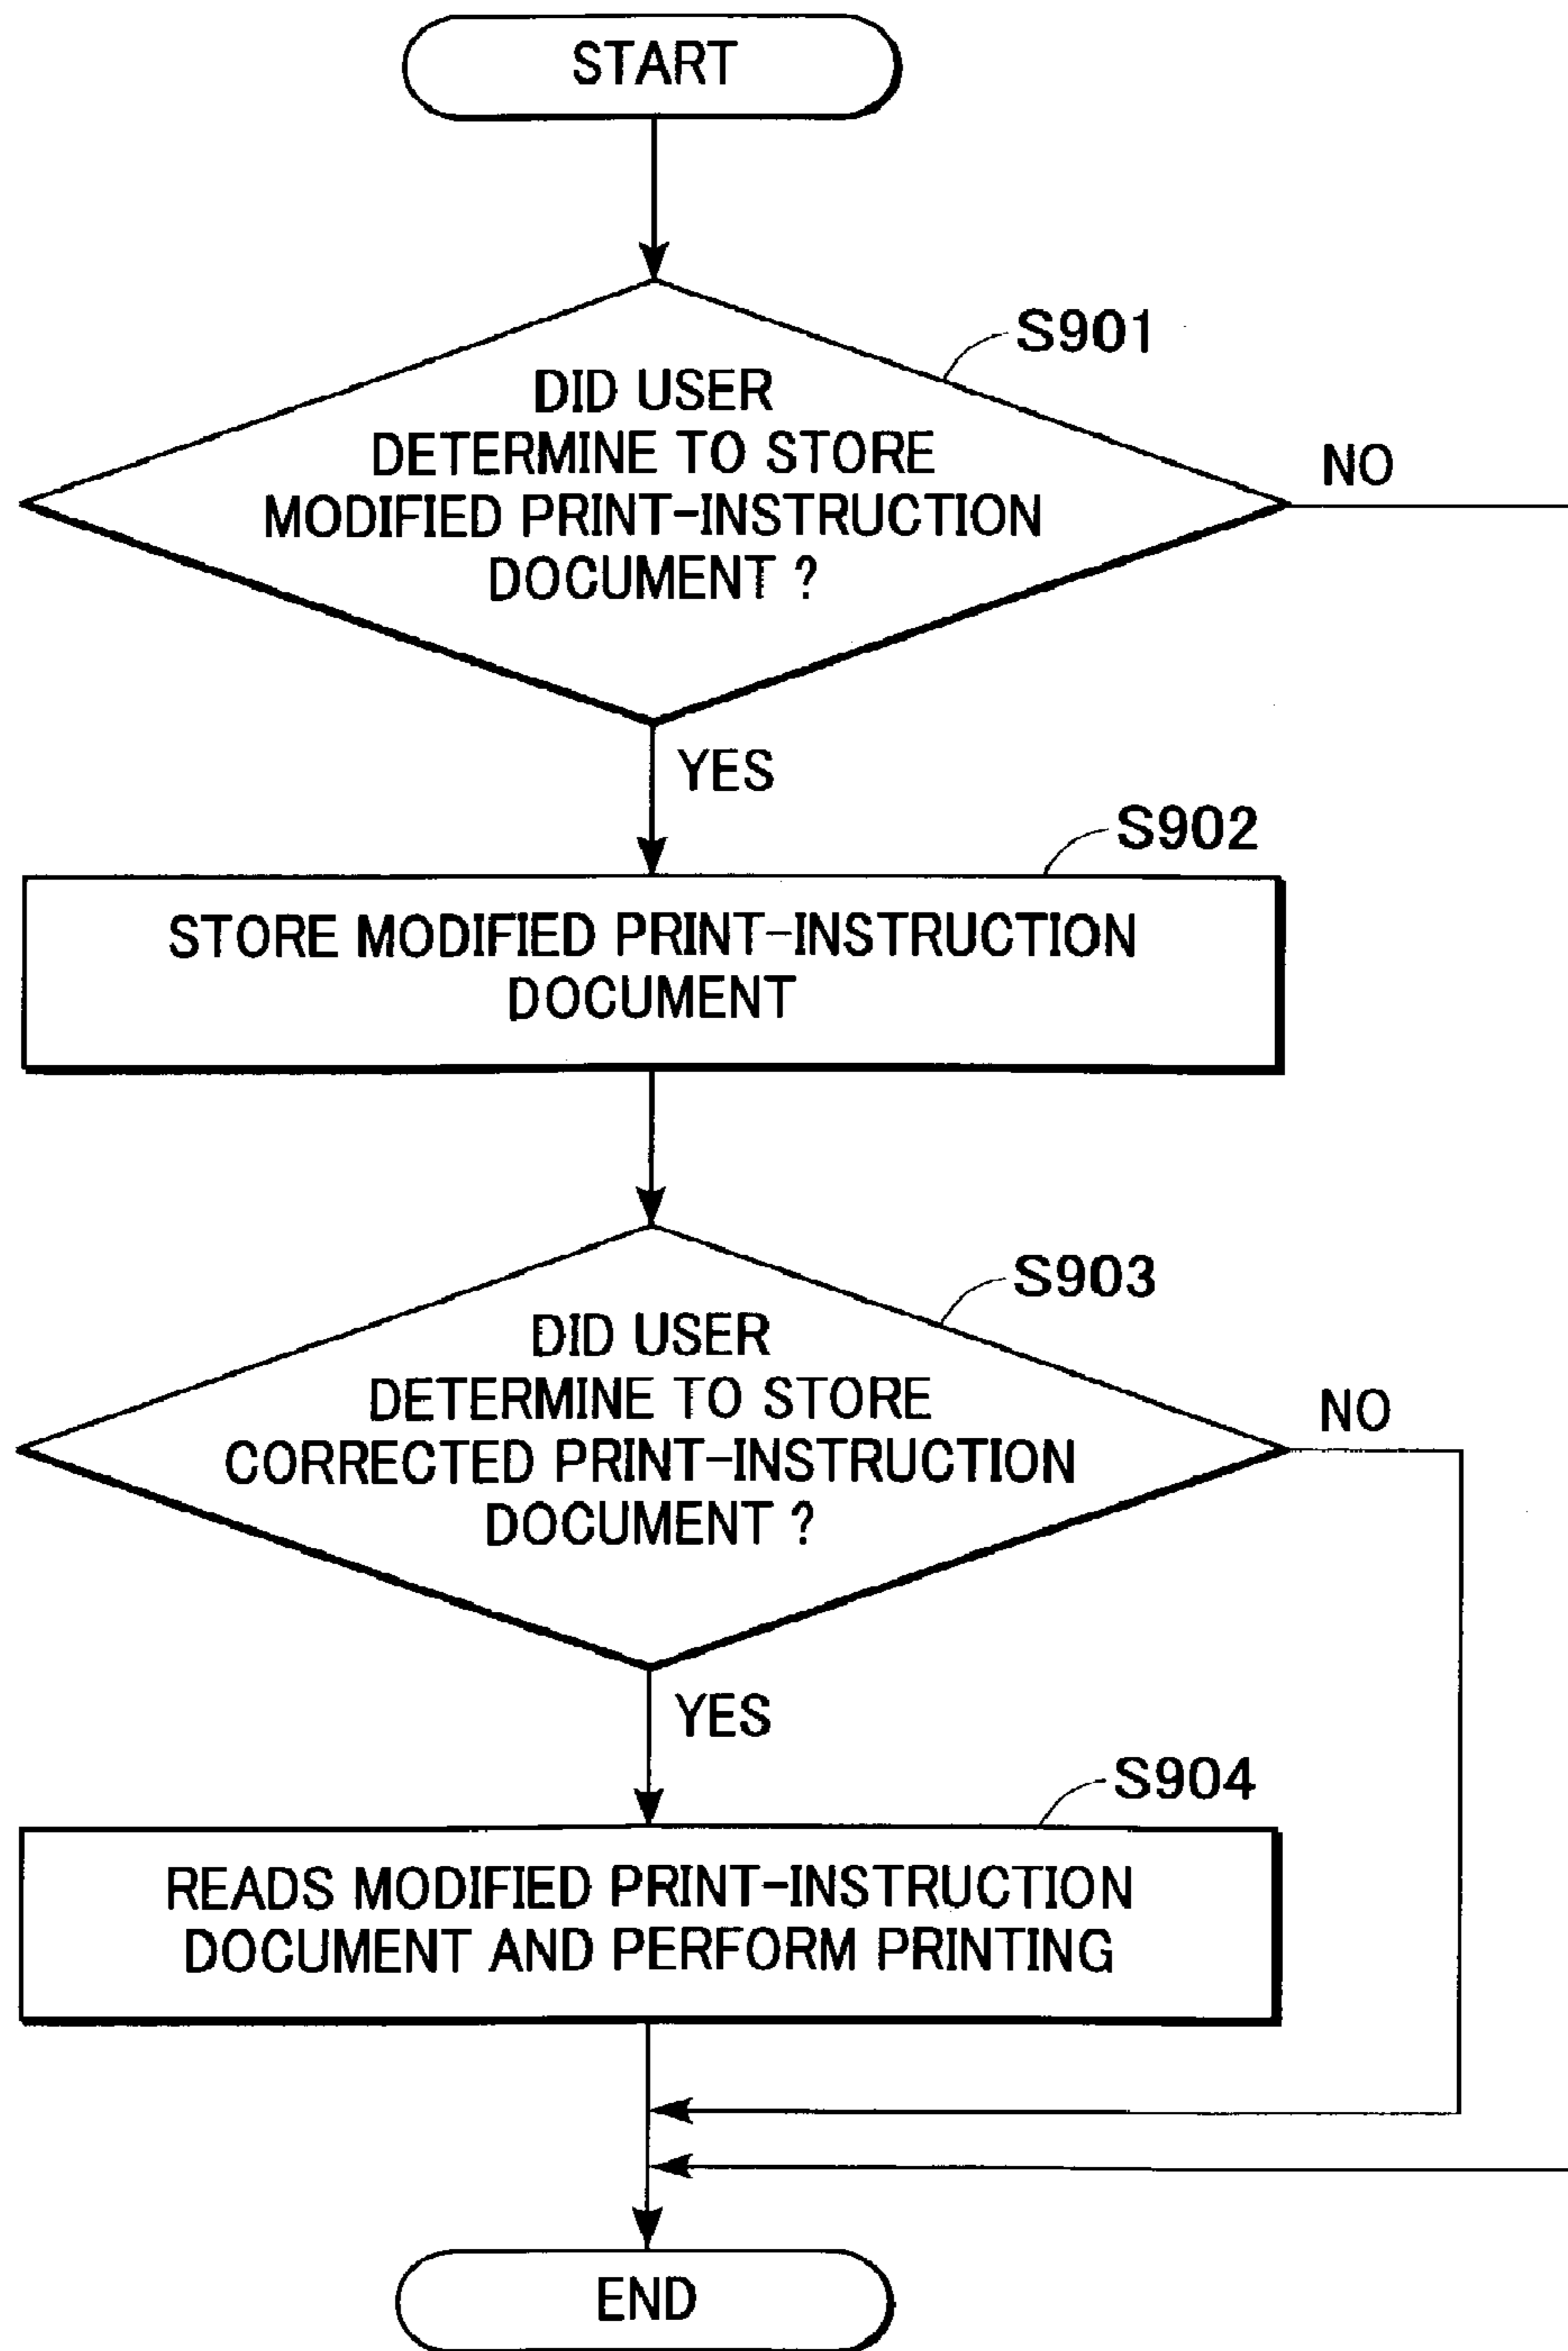 START
S901
DID USER
DETERMINE TO STORE
MODIFIED PRINT-INSTRUCTION
DOCUMENT ?
NO
YES
S902
STORE MODIFIED PRINT-INSTRUCTION
DOCUMENT
S903
DID USER
DETERMINE TO STORE
CORRECTED PRINT-INSTRUCTION
DOCUMENT ?
NO
YES
S904
READS MODIFIED PRINT-INSTRUCTION
DOCUMENT AND PERFORM PRINTING
END